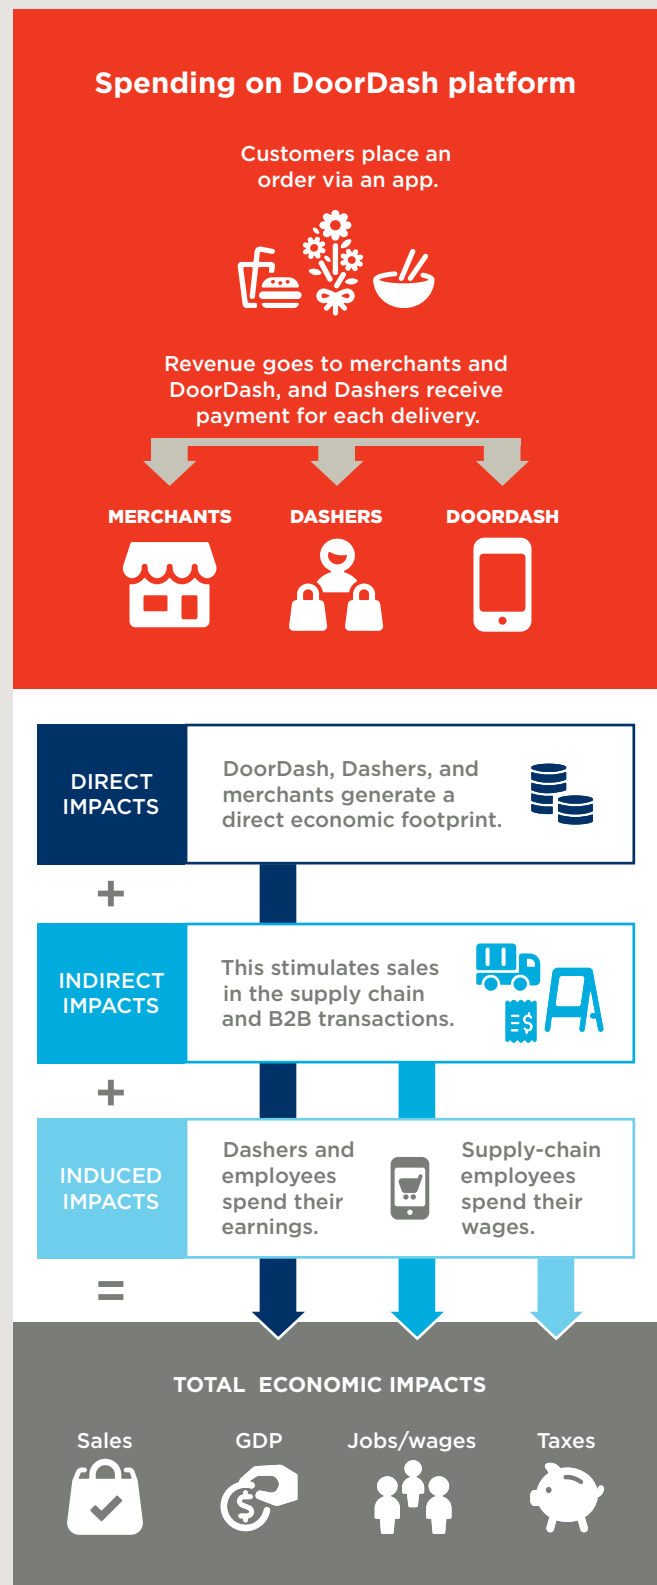 Spending on DoorDash platform
Customers place an
order via an app.
Revenue goes to merchants and
DoorDash, and Dashers receive
payment for each delivery.
MERCHANTS
DASHERS
DOORDASH
DIRECT
IMPACTS
DoorDash, Dashers, and
merchants generate a
direct economic footprint.
+
INDIRECT
IMPACTS
This stimulates sales
in the supply chain
and B2B transactions.
$
+
INDUCED
IMPACTS
Dashers and
employees
spend their
earnings.
Supply-chain
employees
spend their
wages.
=
TOTAL ECONOMIC IMPACTS
Sales
GDP
Jobs/wages
Taxes
$